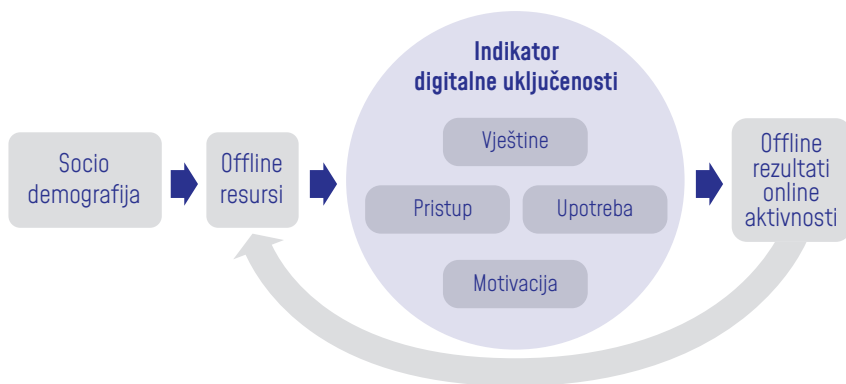 Indikator
digitalne uključenosti
Socio
demografija
Offline
resursi
Vještine
Pristup
Upotreba
Motivacija
Offline
rezultati
online
aktivnosti